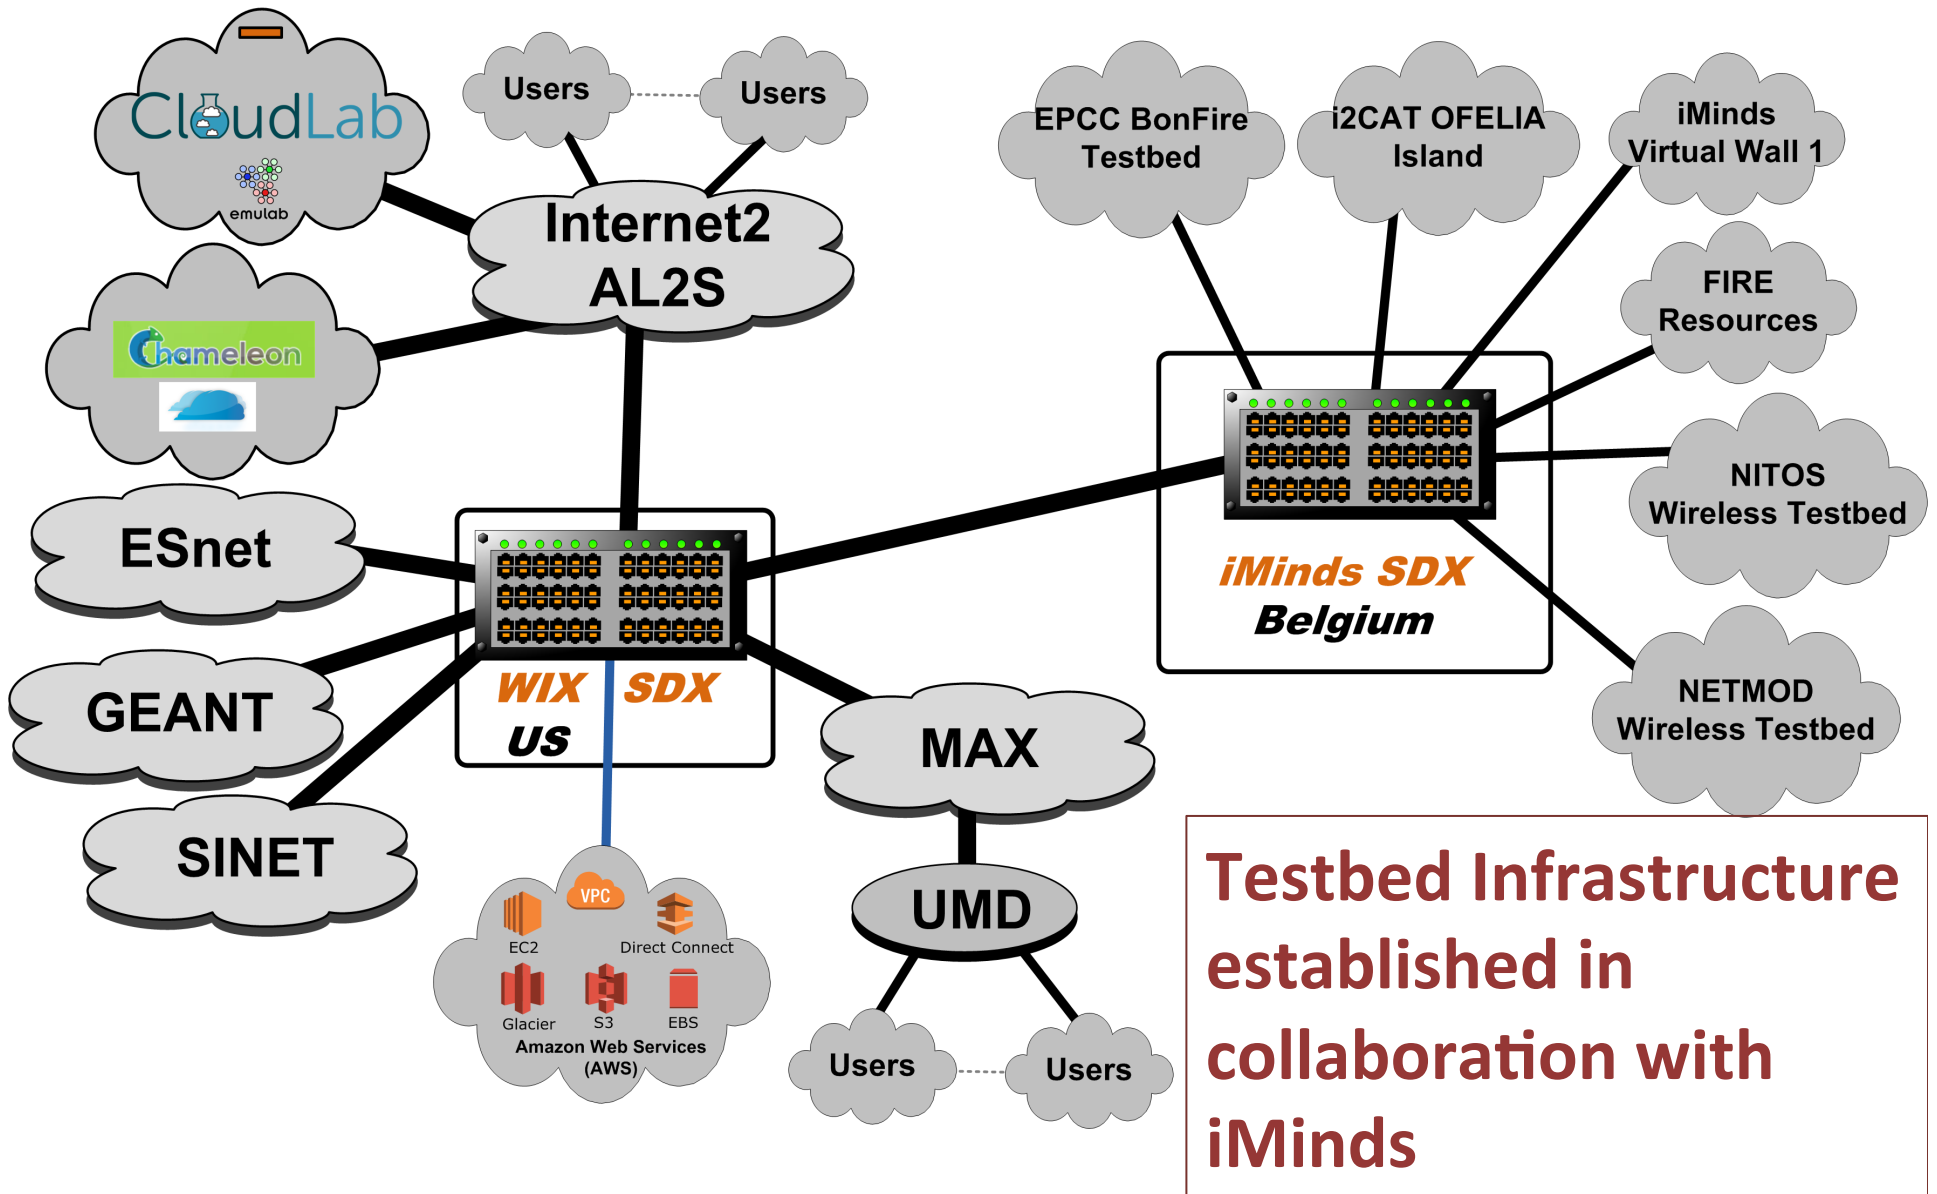 CloudLab
emulab
Users
Users
Internet2
AL2S
Chameleon
ESnet
GEANT
SINET
WIX SDX
US
VPC
EC2
Direct Connect
Glacier
S3
EBS
Amazon Web Services
(AWS)
MAX
UMD
Users
Users
EPCC BonFire
Testbed
i2CAT OFELIA
Island
iMinds
Virtual Wall 1
FIRE
Resources
NITOS
Wireless Testbed
NETMOD
Wireless Testbed
iMinds SDX
Belgium
Testbed Infrastructure
established in
collaboration with
iMinds